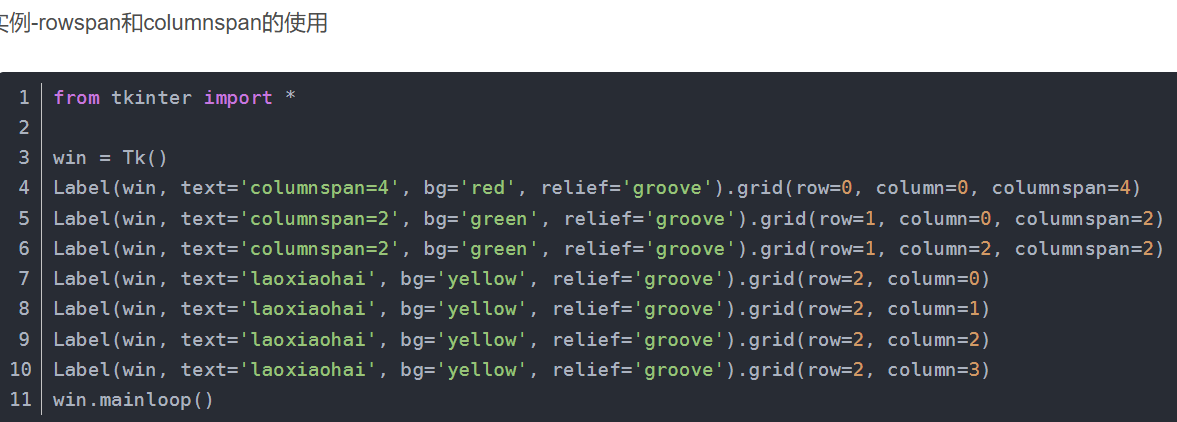 实例-rowspan和columnspan的使用
1 from tkinter import *
2
3 win = Tk()
4 Label(win, text='columnspan=4', bg='red', relief='groove').grid(row=0, column=0, columnspan=4)
5 Label(win, text='columnspan=2', bg='green', relief='groove').grid(row=1, column=0, columnspan=2)
6 Label(win, text='columnspan=2', bg='green', relief='groove').grid(row=1, column=2, columnspan=2)
7 Label(win, text='laoxiaohai', bg='yellow', relief='groove').grid(row=2, column=0)
8 Label(win, text='laoxiaohai', bg='yellow', relief='groove').grid(row=2, column=1)
9 Label(win, text='laoxiaohai', bg='yellow', relief='groove').grid(row=2, column=2)
10 Label(win, text='laoxiaohai', bg='yellow', relief='groove').grid(row=2, column=3)
11 win.mainloop()